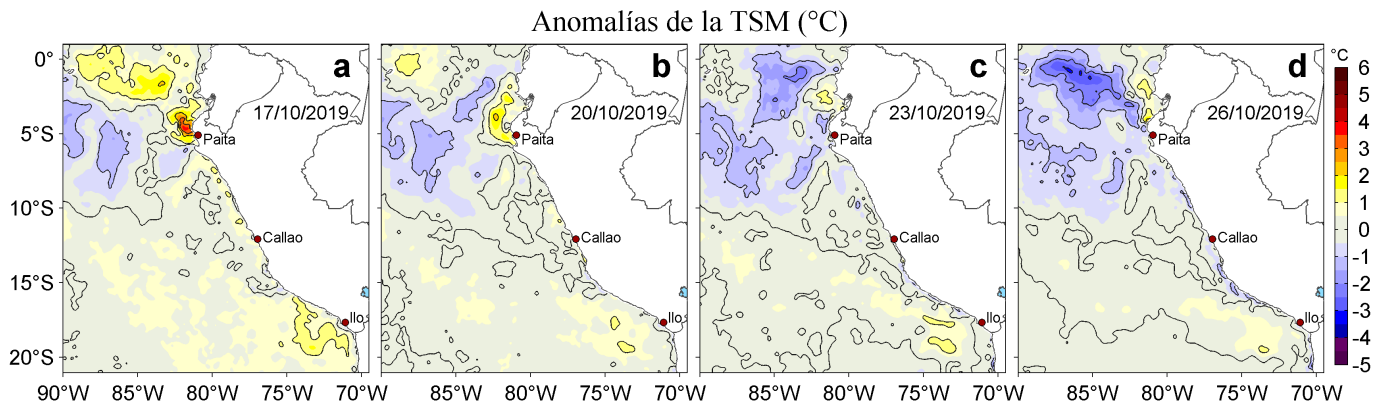 Anomalías de la TSM (°C)
a
b
c
d
17/10/2019
20/10/2019
23/10/2019
26/10/2019
0°
5°S
10°S
15°S
20°S
Paita
Callao
Ilo
Paita
Callao
Ilo
Paita
Callao
Ilo
Paita
Callao
Ilo
90°W 85°W 80°W 75°W 70°W
85°W 80°W 75°W 70°W
85°W 80°W 75°W 70°W
85°W 80°W 75°W 70°W
°C
6
5
4
3
2
1
0
-1
-2
-3
-4
-5